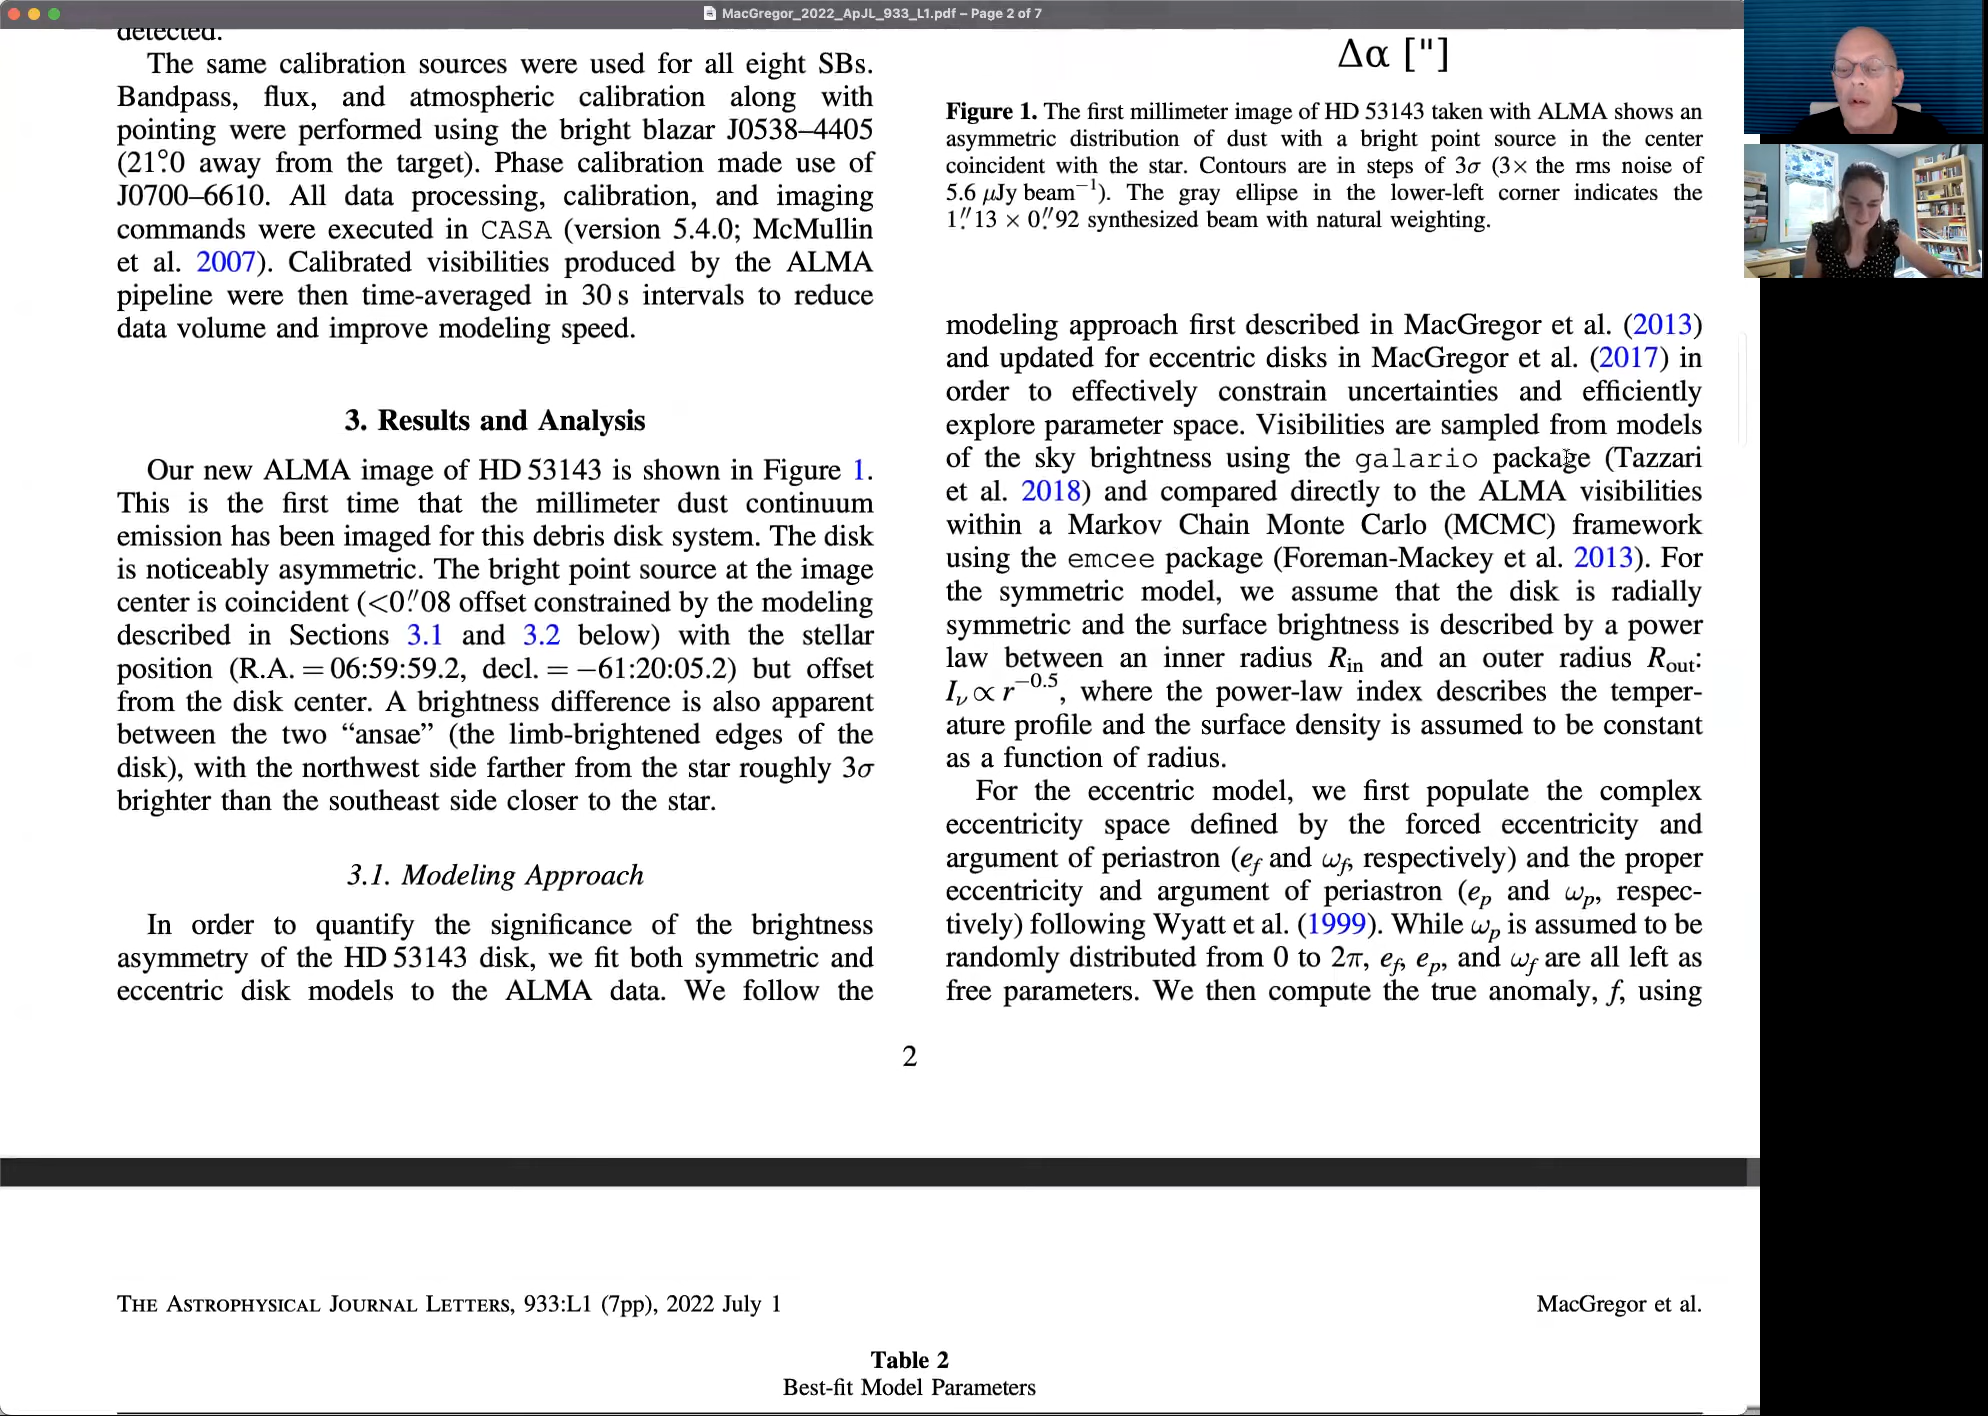 MacGregor_2022_ApJL_933_L1.pdf – Page 2 of 7
detected.
The same calibration sources were used for all eight SBs.
Bandpass, flux, and atmospheric calibration along with
pointing were performed using the bright blazar J0538–4405
(21°.0 away from the target). Phase calibration made use of
J0700–6610. All data processing, calibration, and imaging
commands were executed in CASA (version 5.4.0; McMullin
et al. 2007). Calibrated visibilities produced by the ALMA
pipeline were then time-averaged in 30 s intervals to reduce
data volume and improve modeling speed.
3. Results and Analysis
Our new ALMA image of HD 53143 is shown in Figure 1.
This is the first time that the millimeter dust continuum
emission has been imaged for this debris disk system. The disk
is noticeably asymmetric. The bright point source at the image
center is coincident (<0″.08 offset constrained by the modeling
described in Sections 3.1 and 3.2 below) with the stellar
position (R.A. = 06:59:59.2, decl. = −61:20:05.2) but offset
from the disk center. A brightness difference is also apparent
between the two “ansae” (the limb-brightened edges of the
disk), with the northwest side farther from the star roughly 3σ
brighter than the southeast side closer to the star.
3.1. Modeling Approach
In order to quantify the significance of the brightness
asymmetry of the HD 53143 disk, we fit both symmetric and
eccentric disk models to the ALMA data. We follow the
Δα ["]
Figure 1. The first millimeter image of HD 53143 taken with ALMA shows an
asymmetric distribution of dust with a bright point source in the center
coincident with the star. Contours are in steps of 3σ (3× the rms noise of
5.6 μJy beam⁻¹). The gray ellipse in the lower-left corner indicates the
1″.13 × 0″.92 synthesized beam with natural weighting.
modeling approach first described in MacGregor et al. (2013)
and updated for eccentric disks in MacGregor et al. (2017) in
order to effectively constrain uncertainties and efficiently
explore parameter space. Visibilities are sampled from models
of the sky brightness using the galario package (Tazzari
et al. 2018) and compared directly to the ALMA visibilities
within a Markov Chain Monte Carlo (MCMC) framework
using the emcee package (Foreman-Mackey et al. 2013). For
the symmetric model, we assume that the disk is radially
symmetric and the surface brightness is described by a power
law between an inner radius R_in and an outer radius R_out:
I_ν ∝ r^−0.5, where the power-law index describes the temper-
ature profile and the surface density is assumed to be constant
as a function of radius.
For the eccentric model, we first populate the complex
eccentricity space defined by the forced eccentricity and
argument of periastron (e_f and ω_f, respectively) and the proper
eccentricity and argument of periastron (e_p and ω_p, respec-
tively) following Wyatt et al. (1999). While ω_p is assumed to be
randomly distributed from 0 to 2π, e_f, e_p, and ω_f are all left as
free parameters. We then compute the true anomaly, f, using
2
THE ASTROPHYSICAL JOURNAL LETTERS, 933:L1 (7pp), 2022 July 1
MacGregor et al.
Table 2
Best-fit Model Parameters